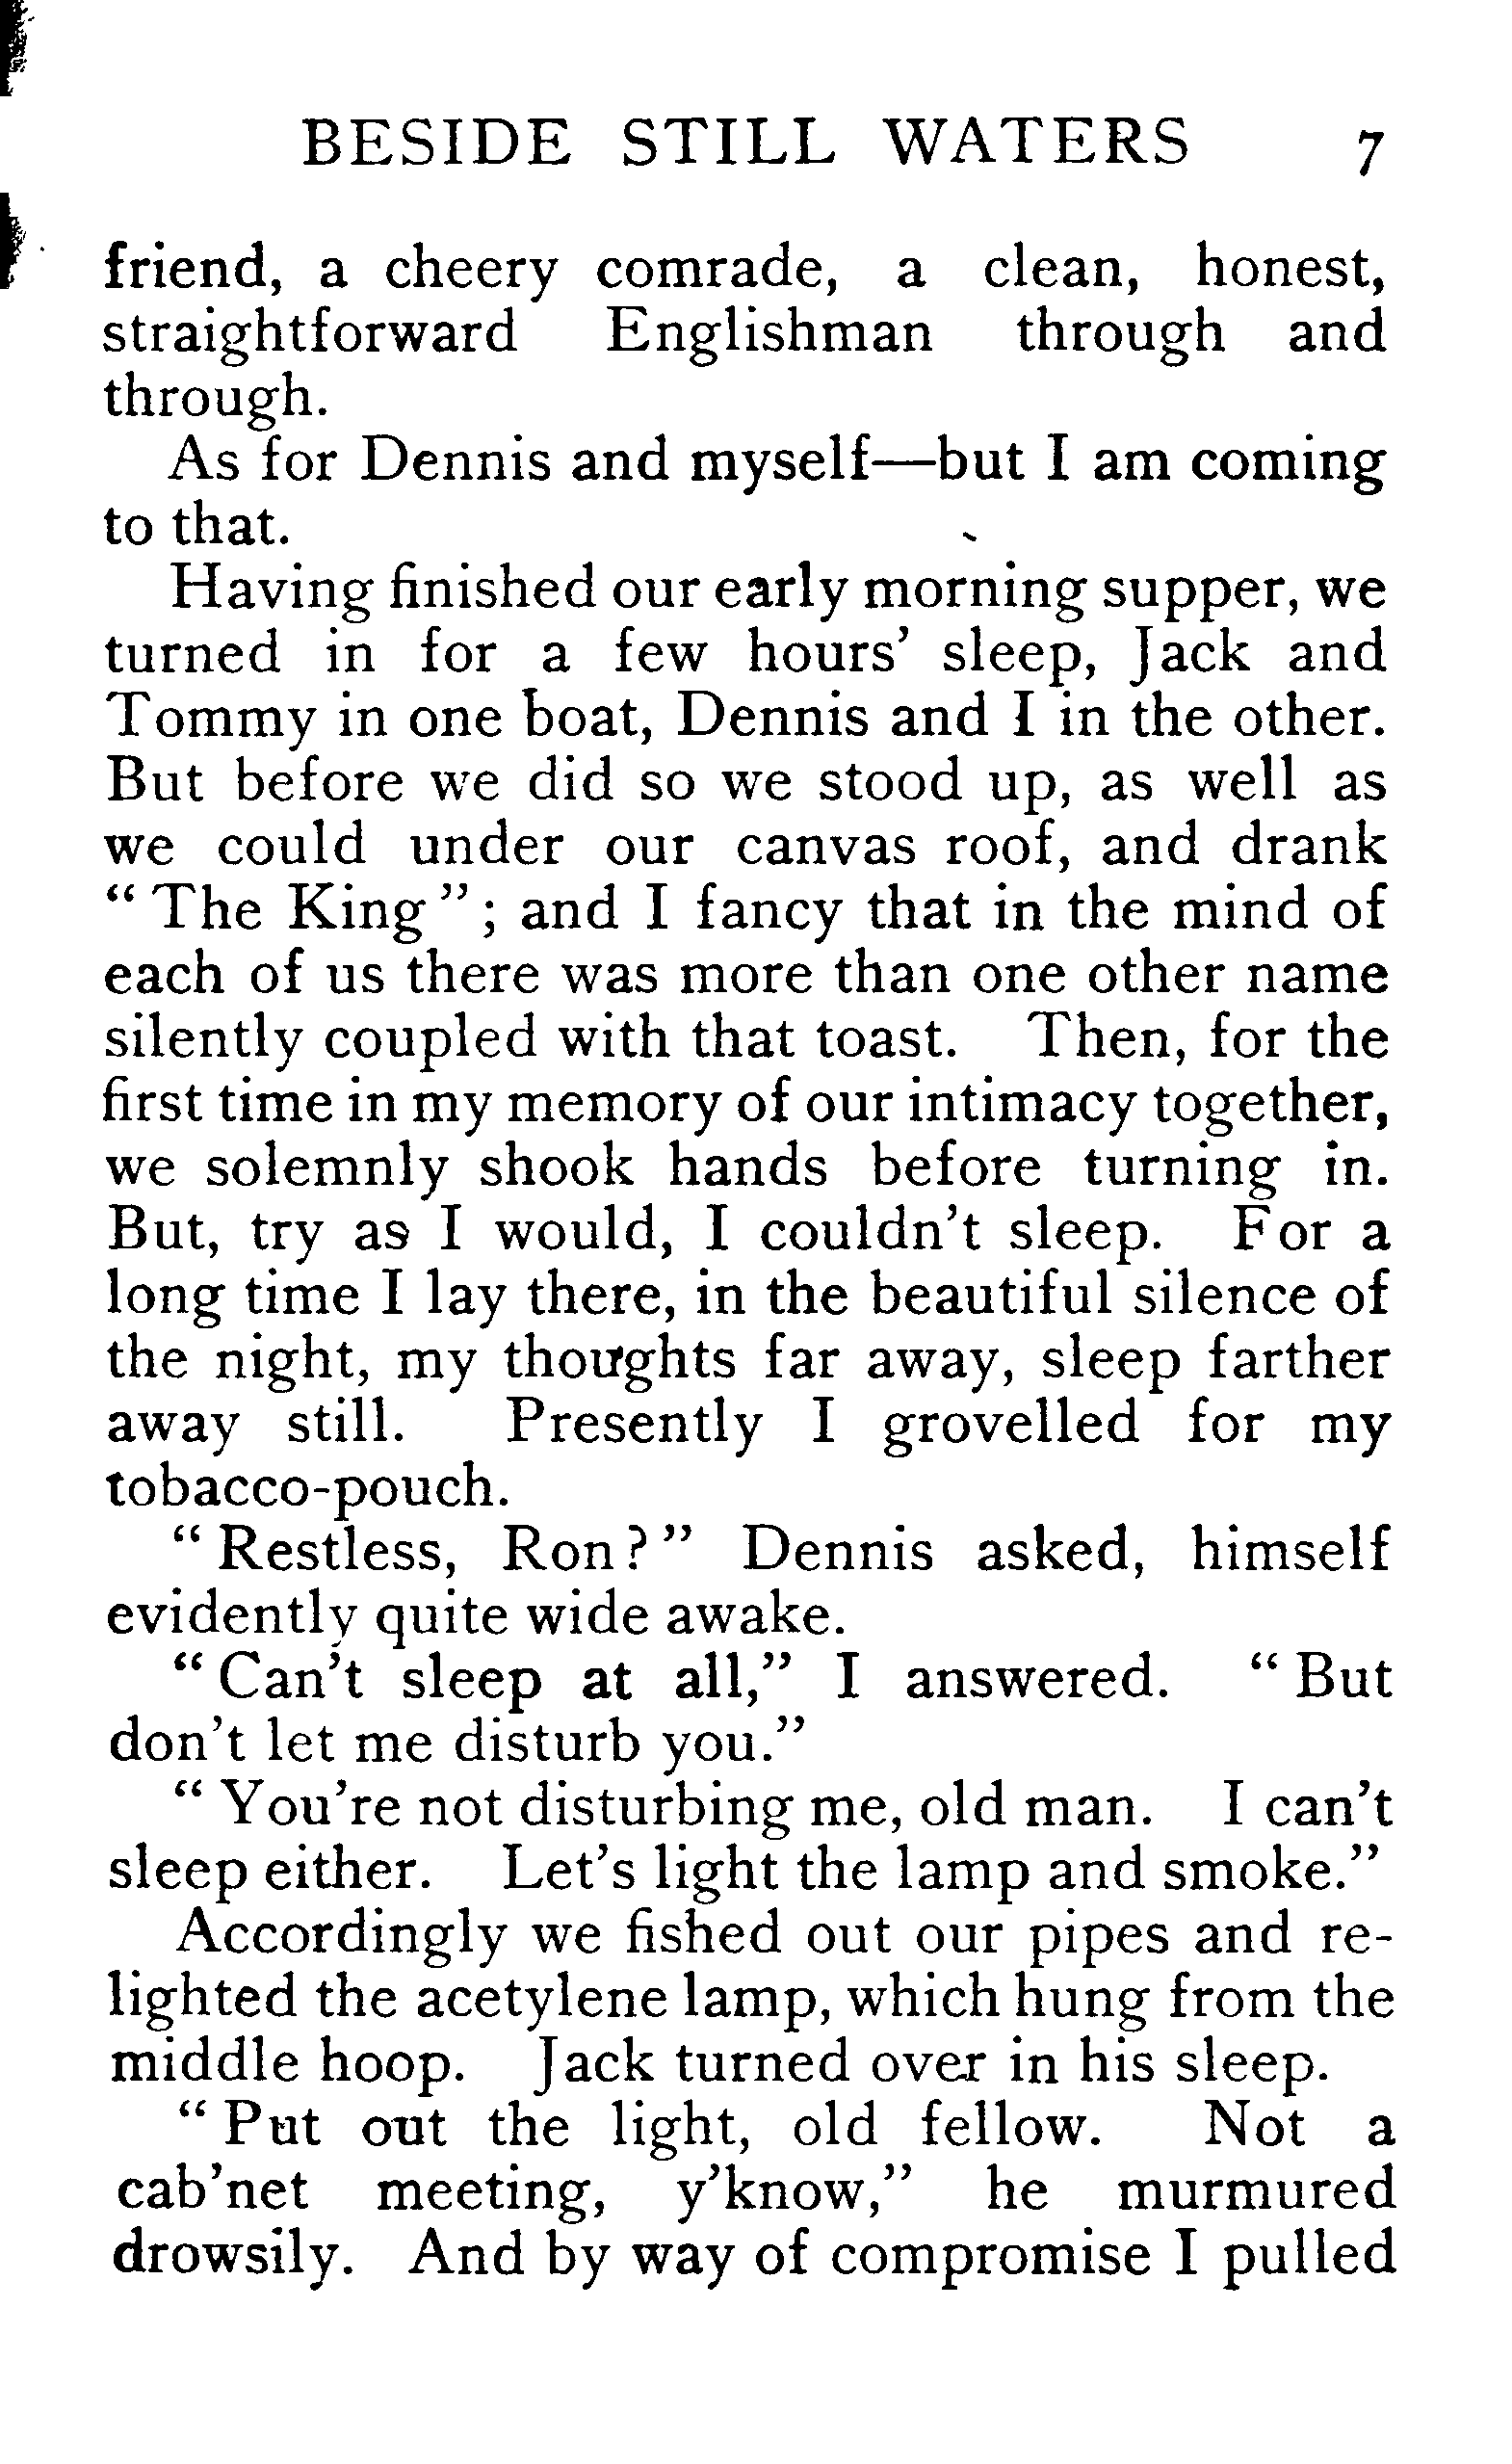 BESIDE STILL WATERS 7
friend, a cheery comrade, a clean, honest,
straightforward Englishman through and
through.
As for Dennis and myself—but I am coming
to that.
Having finished our early morning supper, we
turned in for a few hours' sleep, Jack and
Tommy in one boat, Dennis and I in the other.
But before we did so we stood up, as well as
we could under our canvas roof, and drank
“ The King ” ; and I fancy that in the mind of
each of us there was more than one other name
silently coupled with that toast. Then, for the
first time in my memory of our intimacy together,
we solemnly shook hands before turning in.
But, try as I would, I couldn't sleep. For a
long time I lay there, in the beautiful silence of
the night, my thoughts far away, sleep farther
away still. Presently I grovelled for my
tobacco-pouch.
“ Restless, Ron ? ” Dennis asked, himself
evidently quite wide awake.
“ Can't sleep at all,” I answered. “ But
don't let me disturb you.”
“ You're not disturbing me, old man. I can't
sleep either. Let's light the lamp and smoke.”
Accordingly we fished out our pipes and re-
lighted the acetylene lamp, which hung from the
middle hoop. Jack turned over in his sleep.
“ Put out the light, old fellow. Not a
cab'net meeting, y'know,” he murmured
drowsily. And by way of compromise I pulled